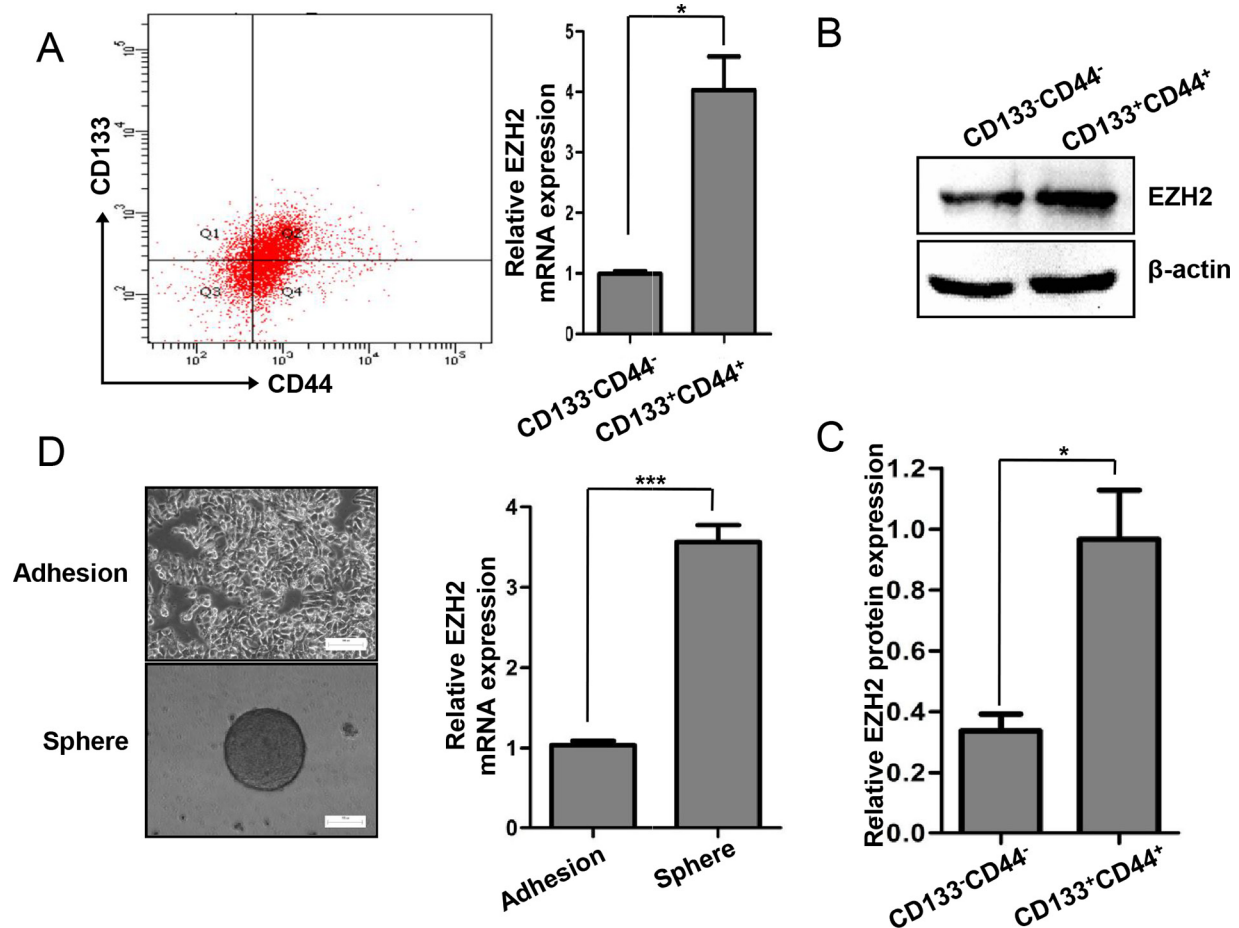 A
CD133
10^5
10^4
10^3
10^2
Q1
Q2
Q3
Q4
10^2
10^3
10^4
10^5
CD44
Relative EZH2
mRNA expression
5
4
3
2
1
0
*
CD133-CD44-
CD133+CD44+
B
CD133-CD44-
CD133+CD44+
EZH2
β-actin
D
Adhesion
Sphere
Relative EZH2
mRNA expression
4
3
2
1
0
***
Adhesion
Sphere
C
Relative EZH2 protein expression
1.2
1.0
0.8
0.6
0.4
0.2
0.0
*
CD133-CD44-
CD133+CD44+